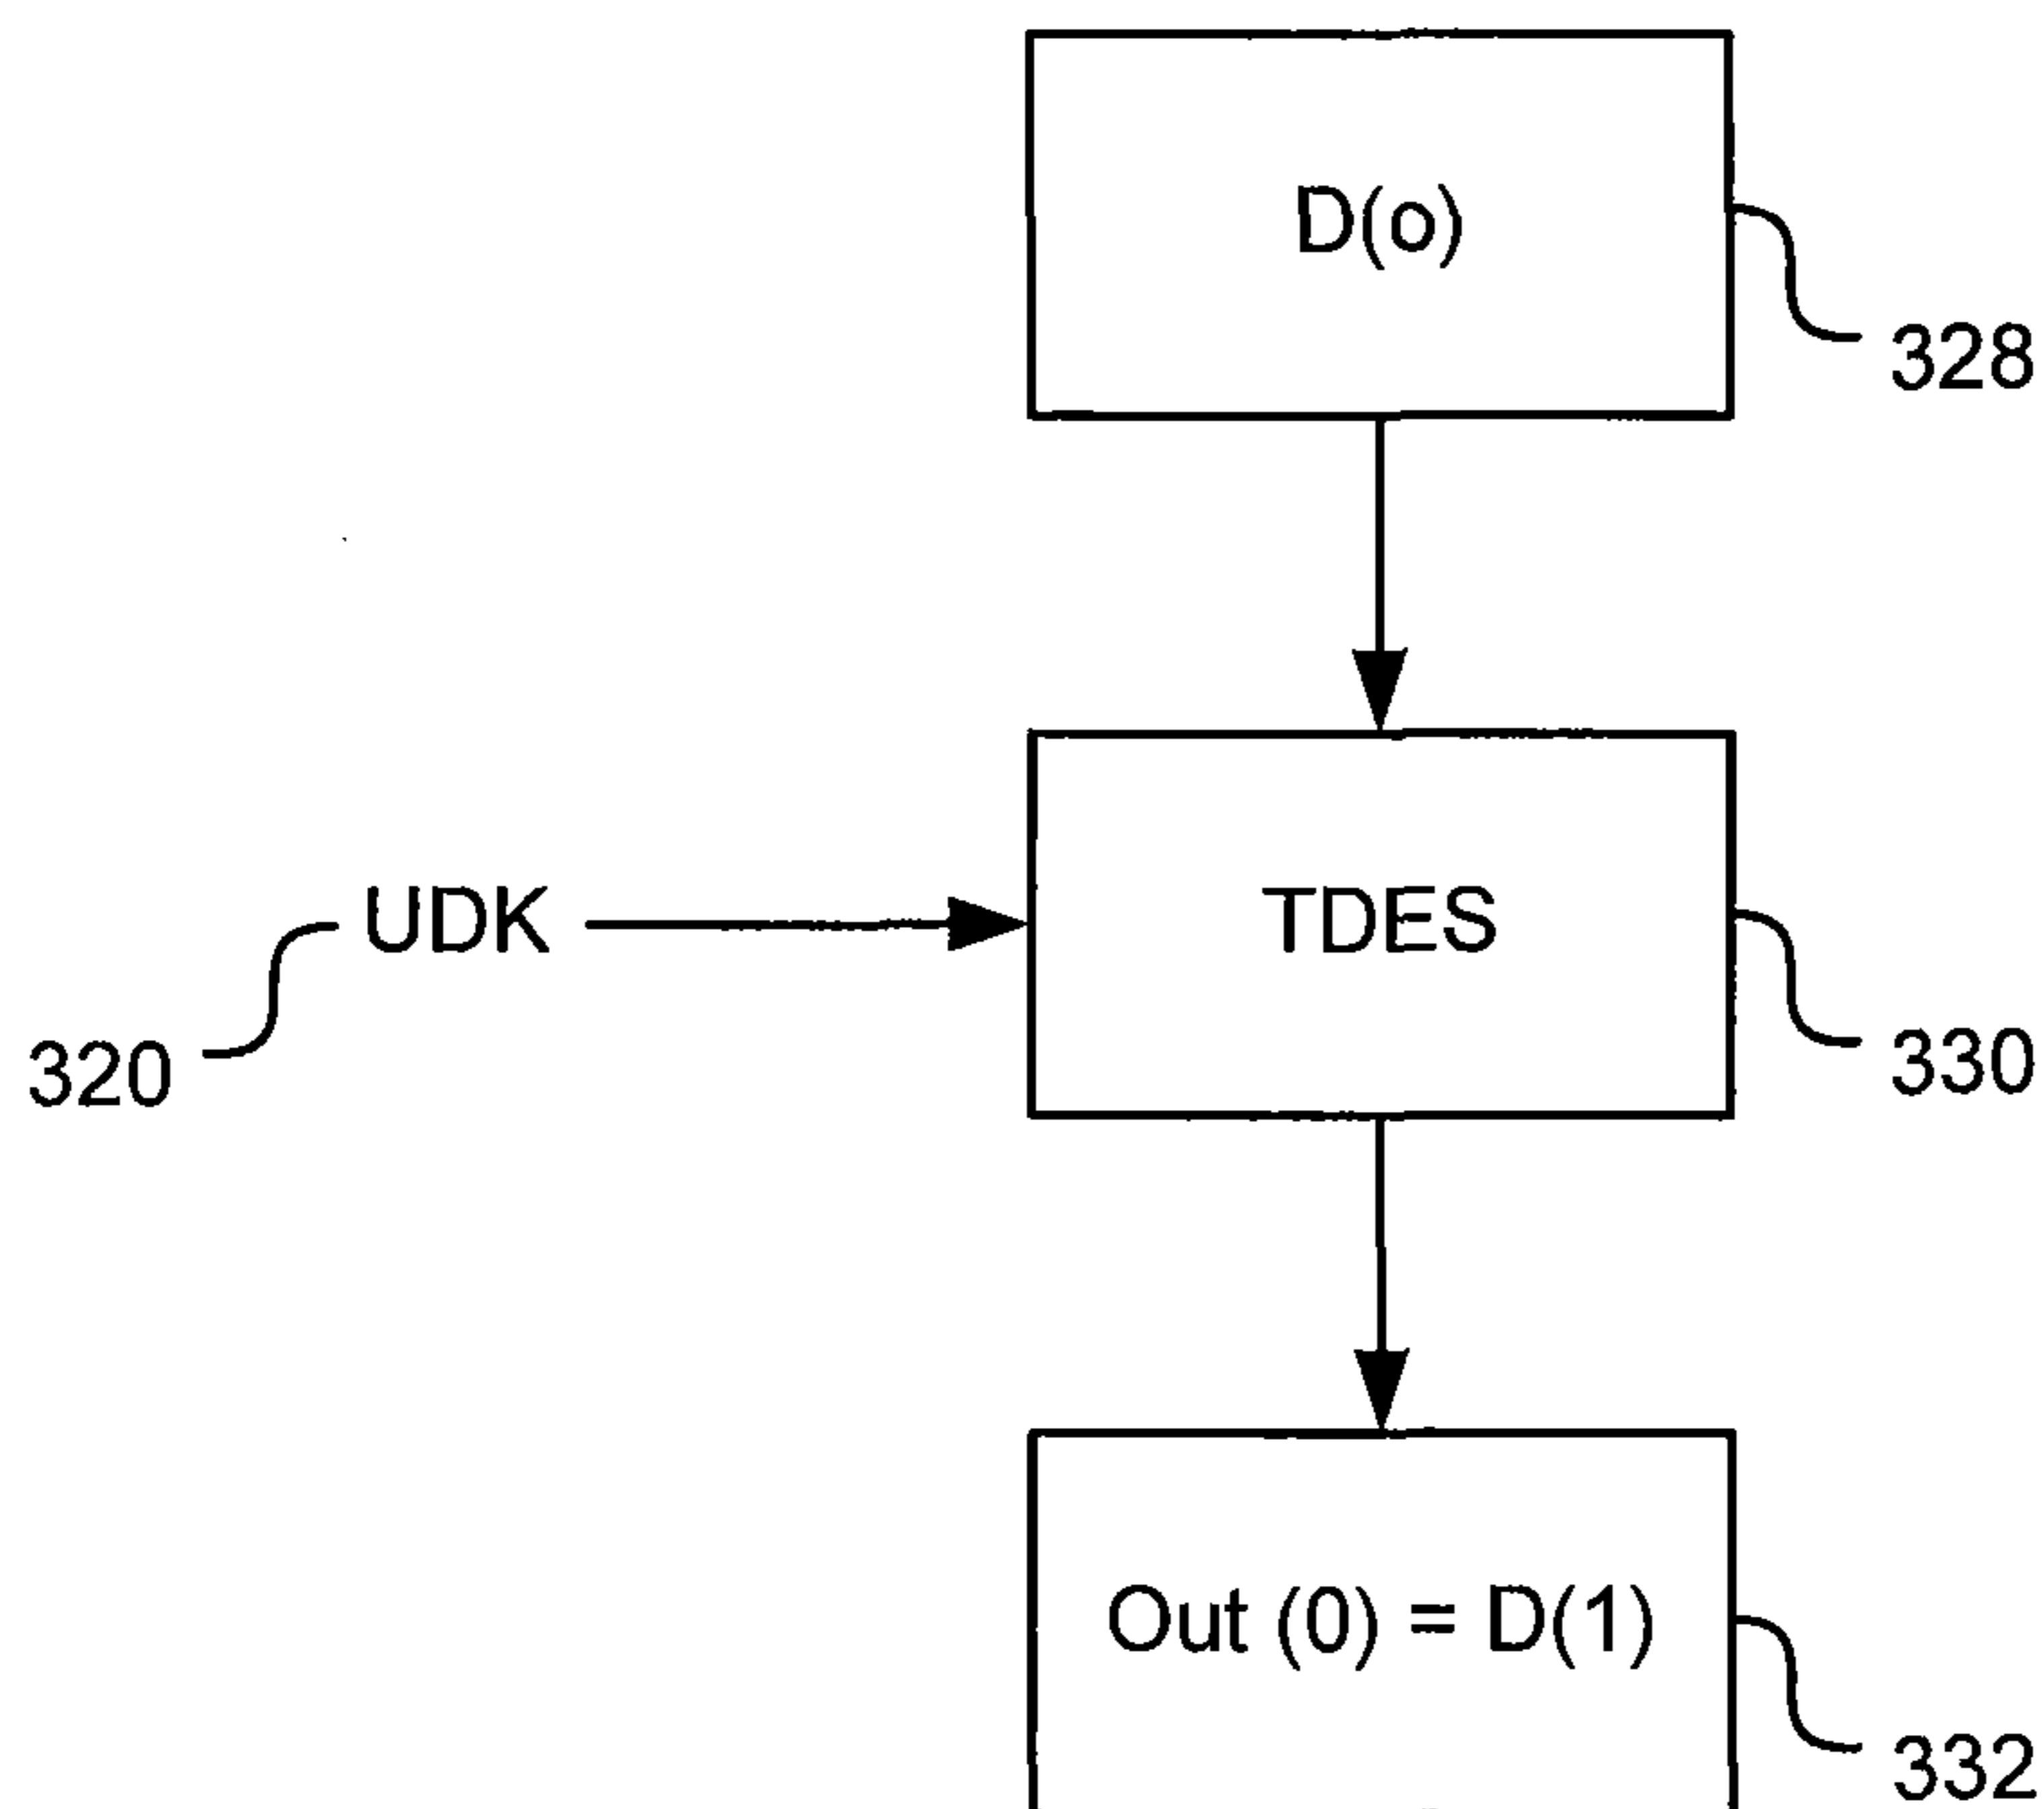 D(o)
328
UDK
TDES
320
330
Out (0) = D(1)
332